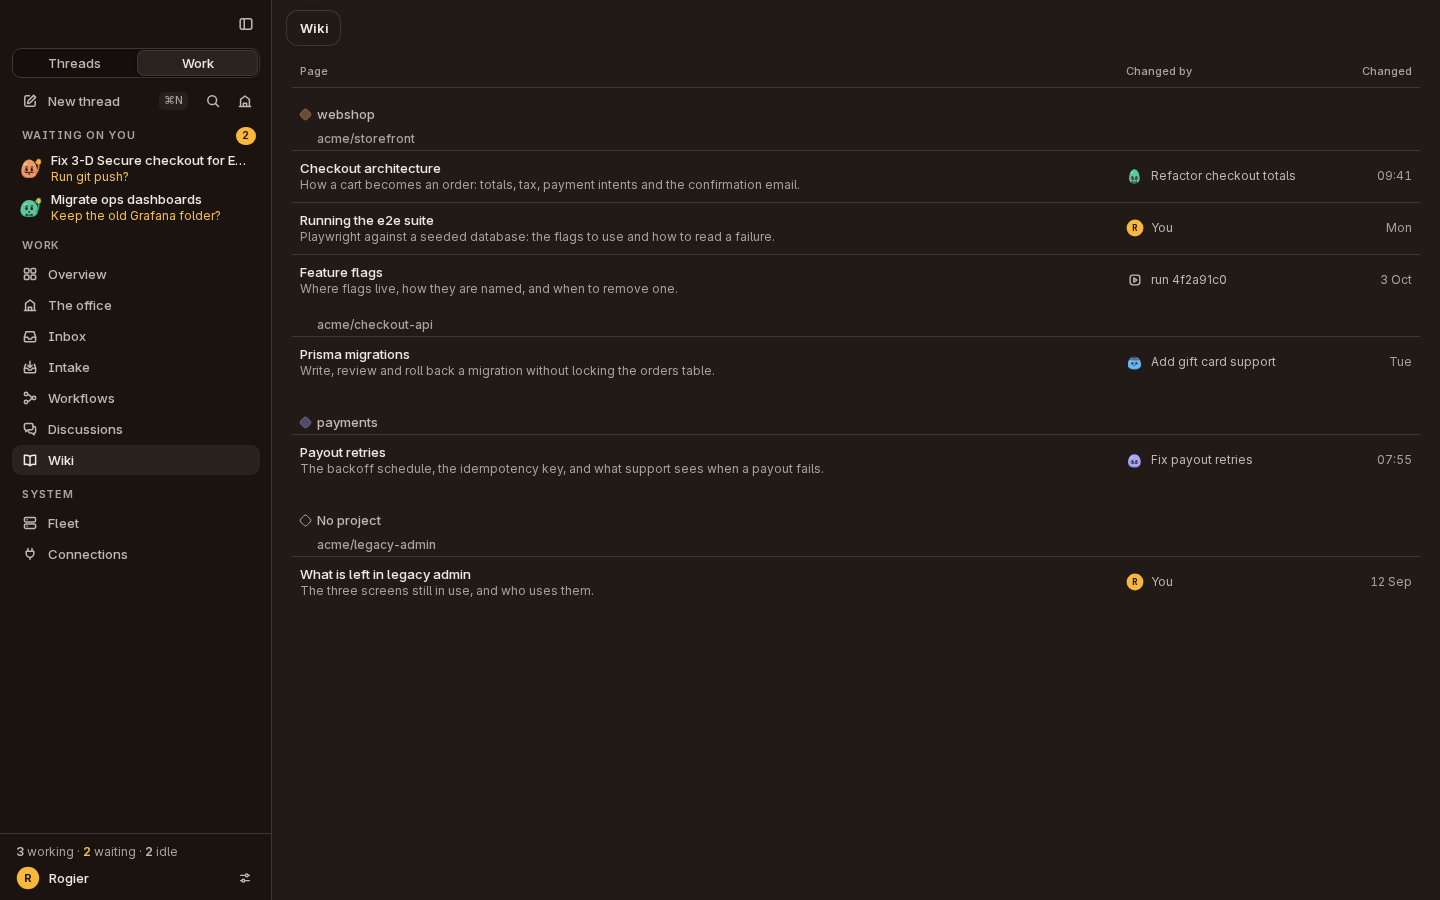 Threads
Work
New thread
⌘N
WAITING ON YOU
2
Fix 3-D Secure checkout for E…
Run git push?
Migrate ops dashboards
Keep the old Grafana folder?
WORK
Overview
The office
Inbox
Intake
Workflows
Discussions
Wiki
SYSTEM
Fleet
Connections
3 working · 2 waiting · 2 idle
R
Rogier
Wiki
Page
Changed by
Changed
webshop
acme/storefront
Checkout architecture
How a cart becomes an order: totals, tax, payment intents and the confirmation email.
Refactor checkout totals
09:41
Running the e2e suite
Playwright against a seeded database: the flags to use and how to read a failure.
R
You
Mon
Feature flags
Where flags live, how they are named, and when to remove one.
run 4f2a91c0
3 Oct
acme/checkout-api
Prisma migrations
Write, review and roll back a migration without locking the orders table.
Add gift card support
Tue
payments
Payout retries
The backoff schedule, the idempotency key, and what support sees when a payout fails.
Fix payout retries
07:55
No project
acme/legacy-admin
What is left in legacy admin
The three screens still in use, and who uses them.
R
You
12 Sep